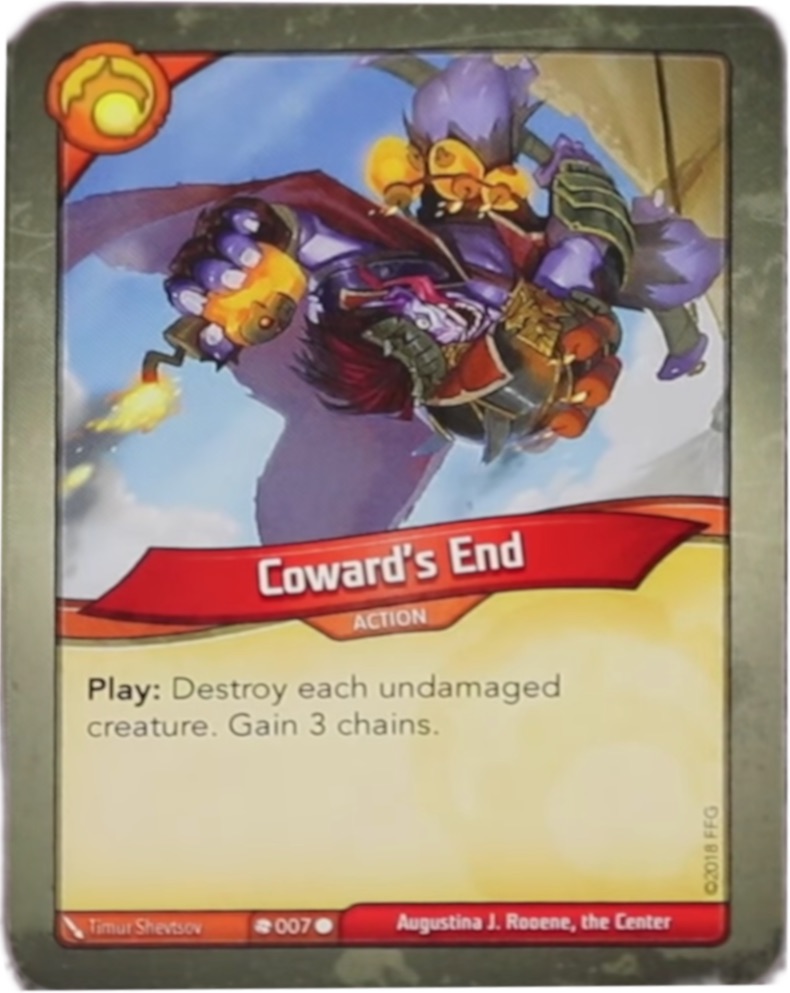 Coward's End
ACTION
Play: Destroy each undamaged
creature. Gain 3 chains.
©2018 FFG
Timur Shevtsov
007
Augustina J. Rooene, the Center